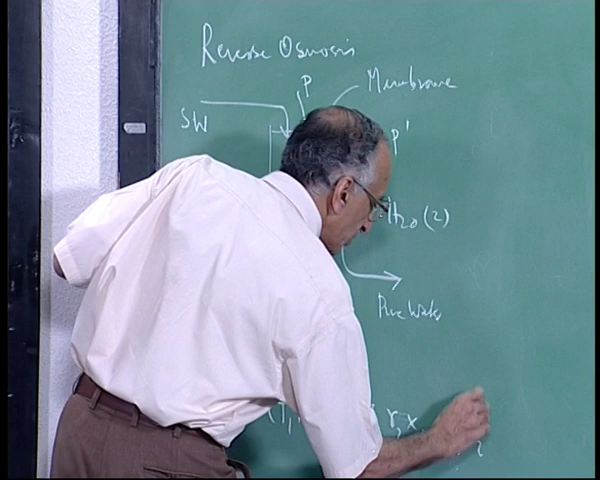 Reverse Osmosis
P
Membrane
SW
P'
H2O (2)
Pure Water